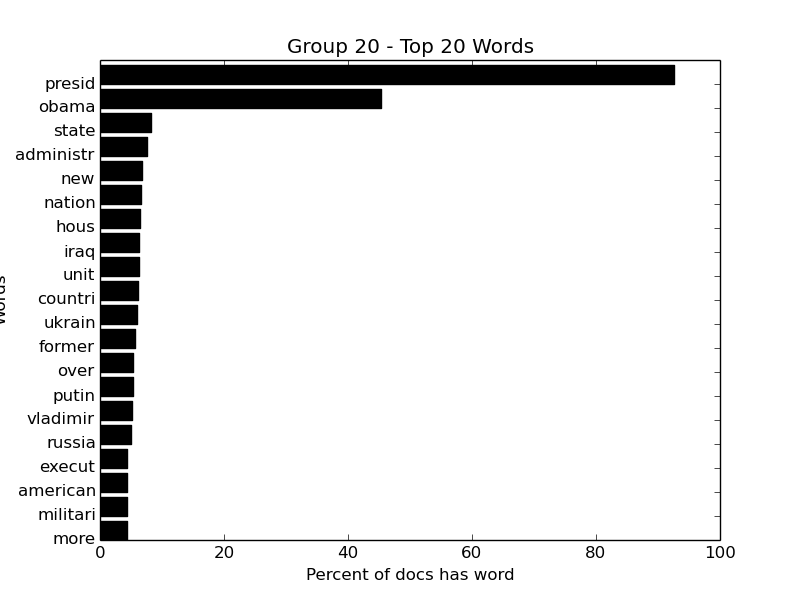 Group 20 - Top 20 Words
presid
obama
state
administr
new
nation
hous
iraq
unit
countri
ukrain
former
over
putin
vladimir
russia
execut
american
militari
more
Words
0 20 40 60 80 100
Percent of docs has word